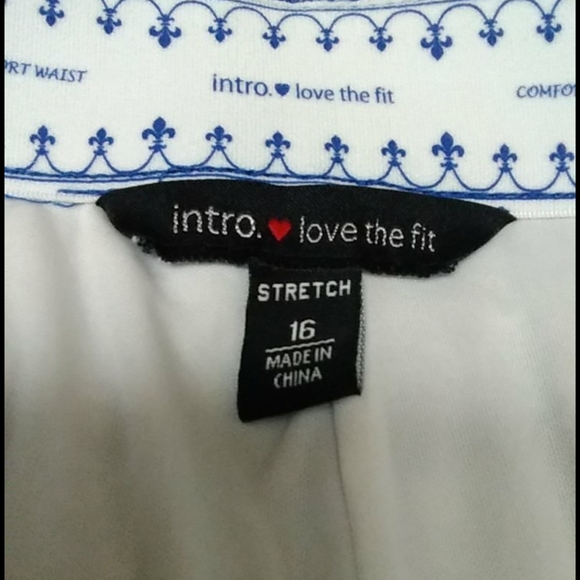 RT WAIST intro.♥ love the fit COMFO
intro.♥ love the fit
STRETCH
16
MADE IN
CHINA